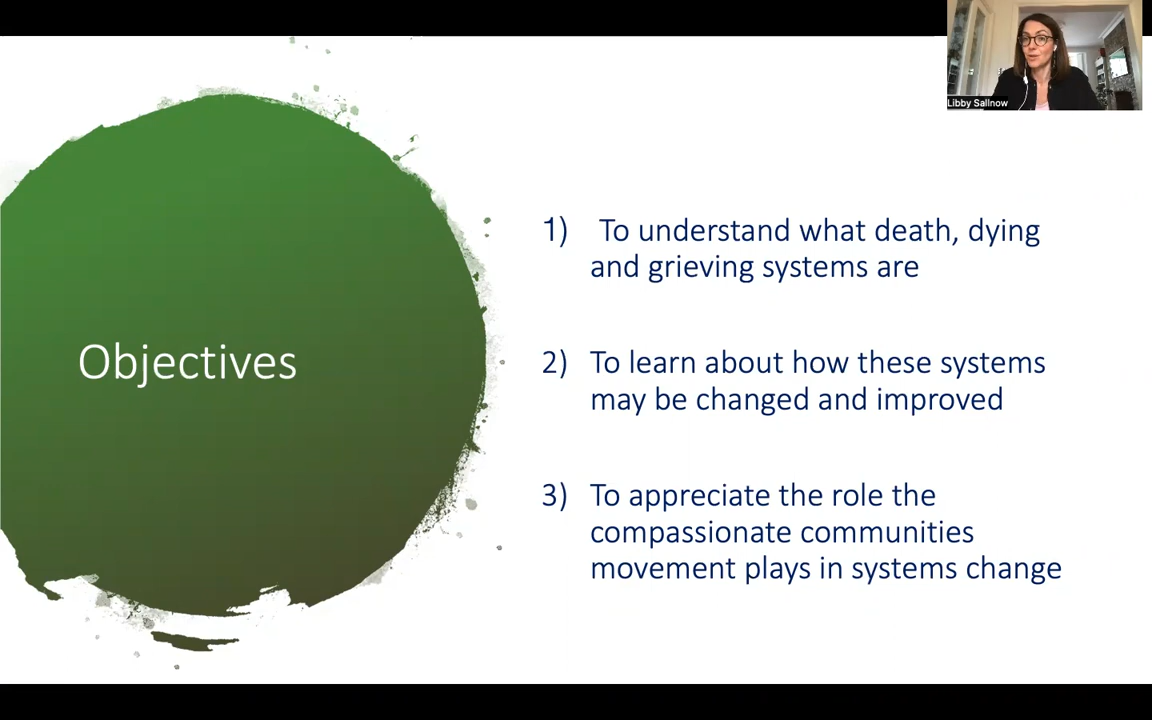 Libby Sallnow
Objectives
1) To understand what death, dying
and grieving systems are
2) To learn about how these systems
may be changed and improved
3) To appreciate the role the
compassionate communities
movement plays in systems change